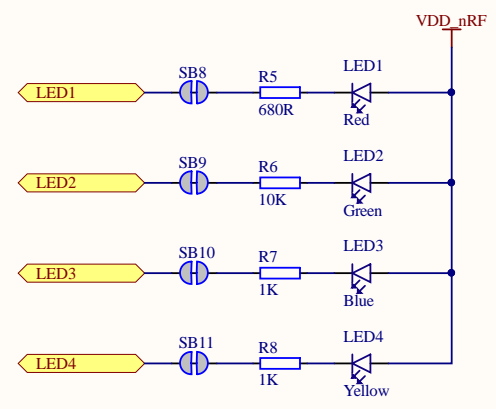 VDD_nRF
LED1
SB8
R5
680R
LED1
Red
LED2
SB9
R6
10K
LED2
Green
LED3
SB10
R7
1K
LED3
Blue
LED4
SB11
R8
1K
LED4
Yellow